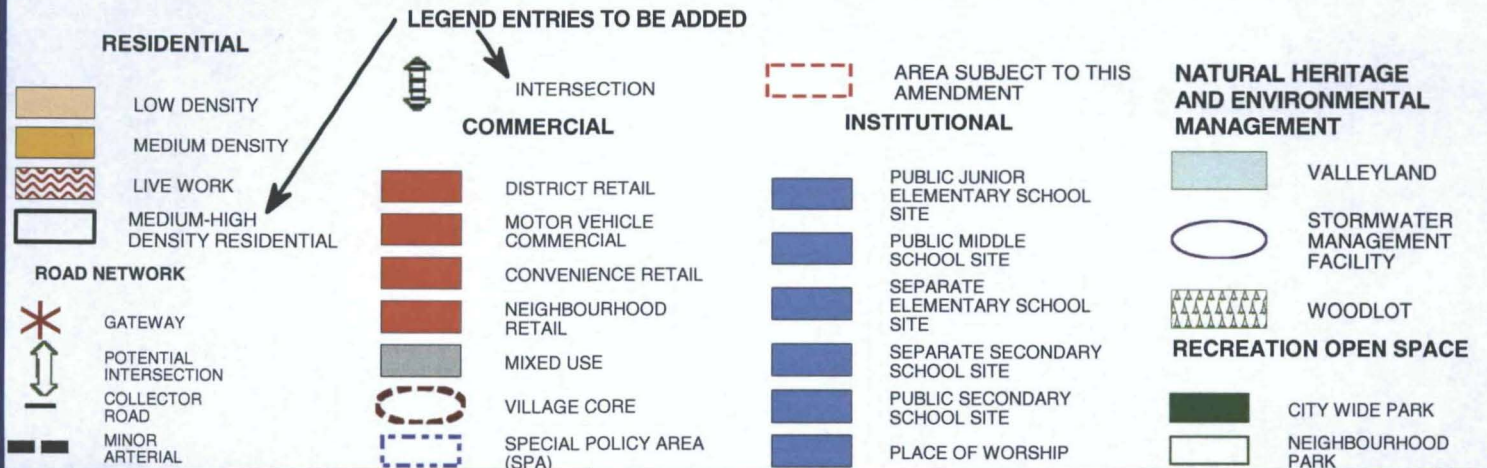 LEGEND ENTRIES TO BE ADDED
RESIDENTIAL
LOW DENSITY
MEDIUM DENSITY
LIVE WORK
MEDIUM-HIGH
DENSITY RESIDENTIAL
ROAD NETWORK
GATEWAY
POTENTIAL
INTERSECTION
COLLECTOR
ROAD
MINOR
ARTERIAL
INTERSECTION
COMMERCIAL
DISTRICT RETAIL
MOTOR VEHICLE
COMMERCIAL
CONVENIENCE RETAIL
NEIGHBOURHOOD
RETAIL
MIXED USE
VILLAGE CORE
SPECIAL POLICY AREA
(SPA)
AREA SUBJECT TO THIS
AMENDMENT
INSTITUTIONAL
PUBLIC JUNIOR
ELEMENTARY SCHOOL
SITE
PUBLIC MIDDLE
SCHOOL SITE
SEPARATE
ELEMENTARY SCHOOL
SITE
SEPARATE SECONDARY
SCHOOL SITE
PUBLIC SECONDARY
SCHOOL SITE
PLACE OF WORSHIP
NATURAL HERITAGE
AND ENVIRONMENTAL
MANAGEMENT
VALLEYLAND
STORMWATER
MANAGEMENT
FACILITY
WOODLOT
RECREATION OPEN SPACE
CITY WIDE PARK
NEIGHBOURHOOD
PARK